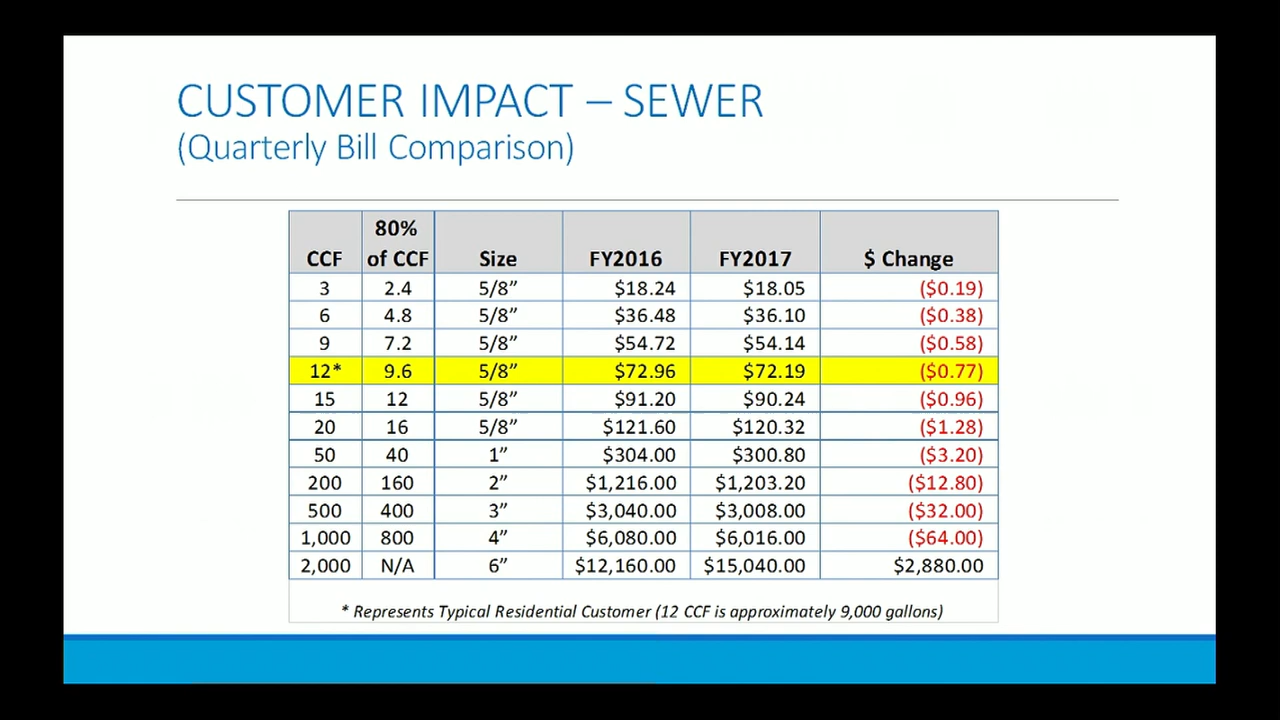 CUSTOMER IMPACT – SEWER
(Quarterly Bill Comparison)
CCF 80% of CCF Size FY2016 FY2017 $ Change
3 2.4 5/8” $18.24 $18.05 ($0.19)
6 4.8 5/8” $36.48 $36.10 ($0.38)
9 7.2 5/8” $54.72 $54.14 ($0.58)
12* 9.6 5/8” $72.96 $72.19 ($0.77)
15 12 5/8” $91.20 $90.24 ($0.96)
20 16 5/8” $121.60 $120.32 ($1.28)
50 40 1” $304.00 $300.80 ($3.20)
200 160 2” $1,216.00 $1,203.20 ($12.80)
500 400 3” $3,040.00 $3,008.00 ($32.00)
1,000 800 4” $6,080.00 $6,016.00 ($64.00)
2,000 N/A 6” $12,160.00 $15,040.00 $2,880.00
* Represents Typical Residential Customer (12 CCF is approximately 9,000 gallons)